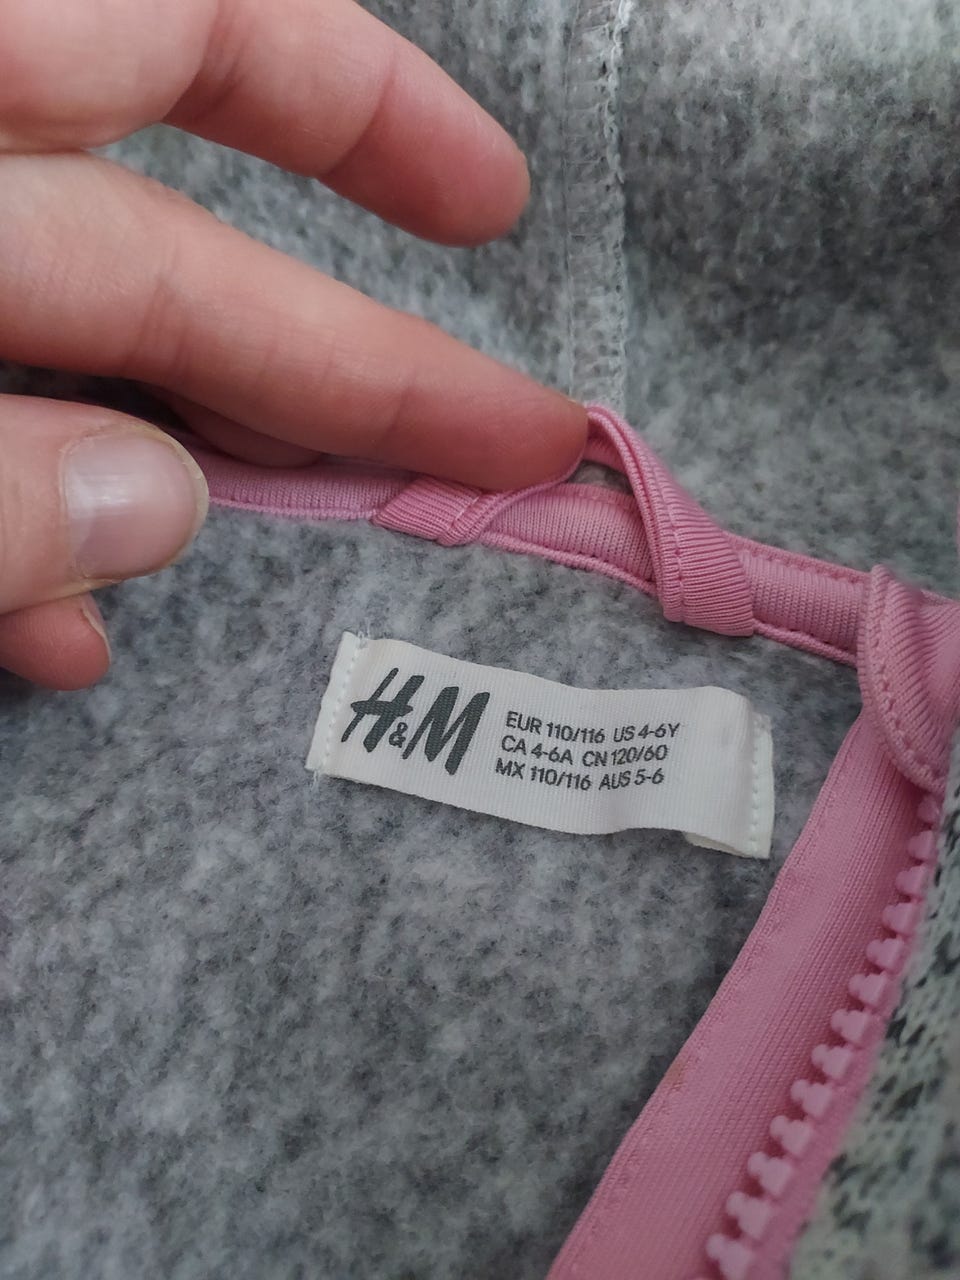 H&M
EUR 110/116 US 4-6Y
CA 4-6A CN 120/60
MX 110/116 AUS 5-6